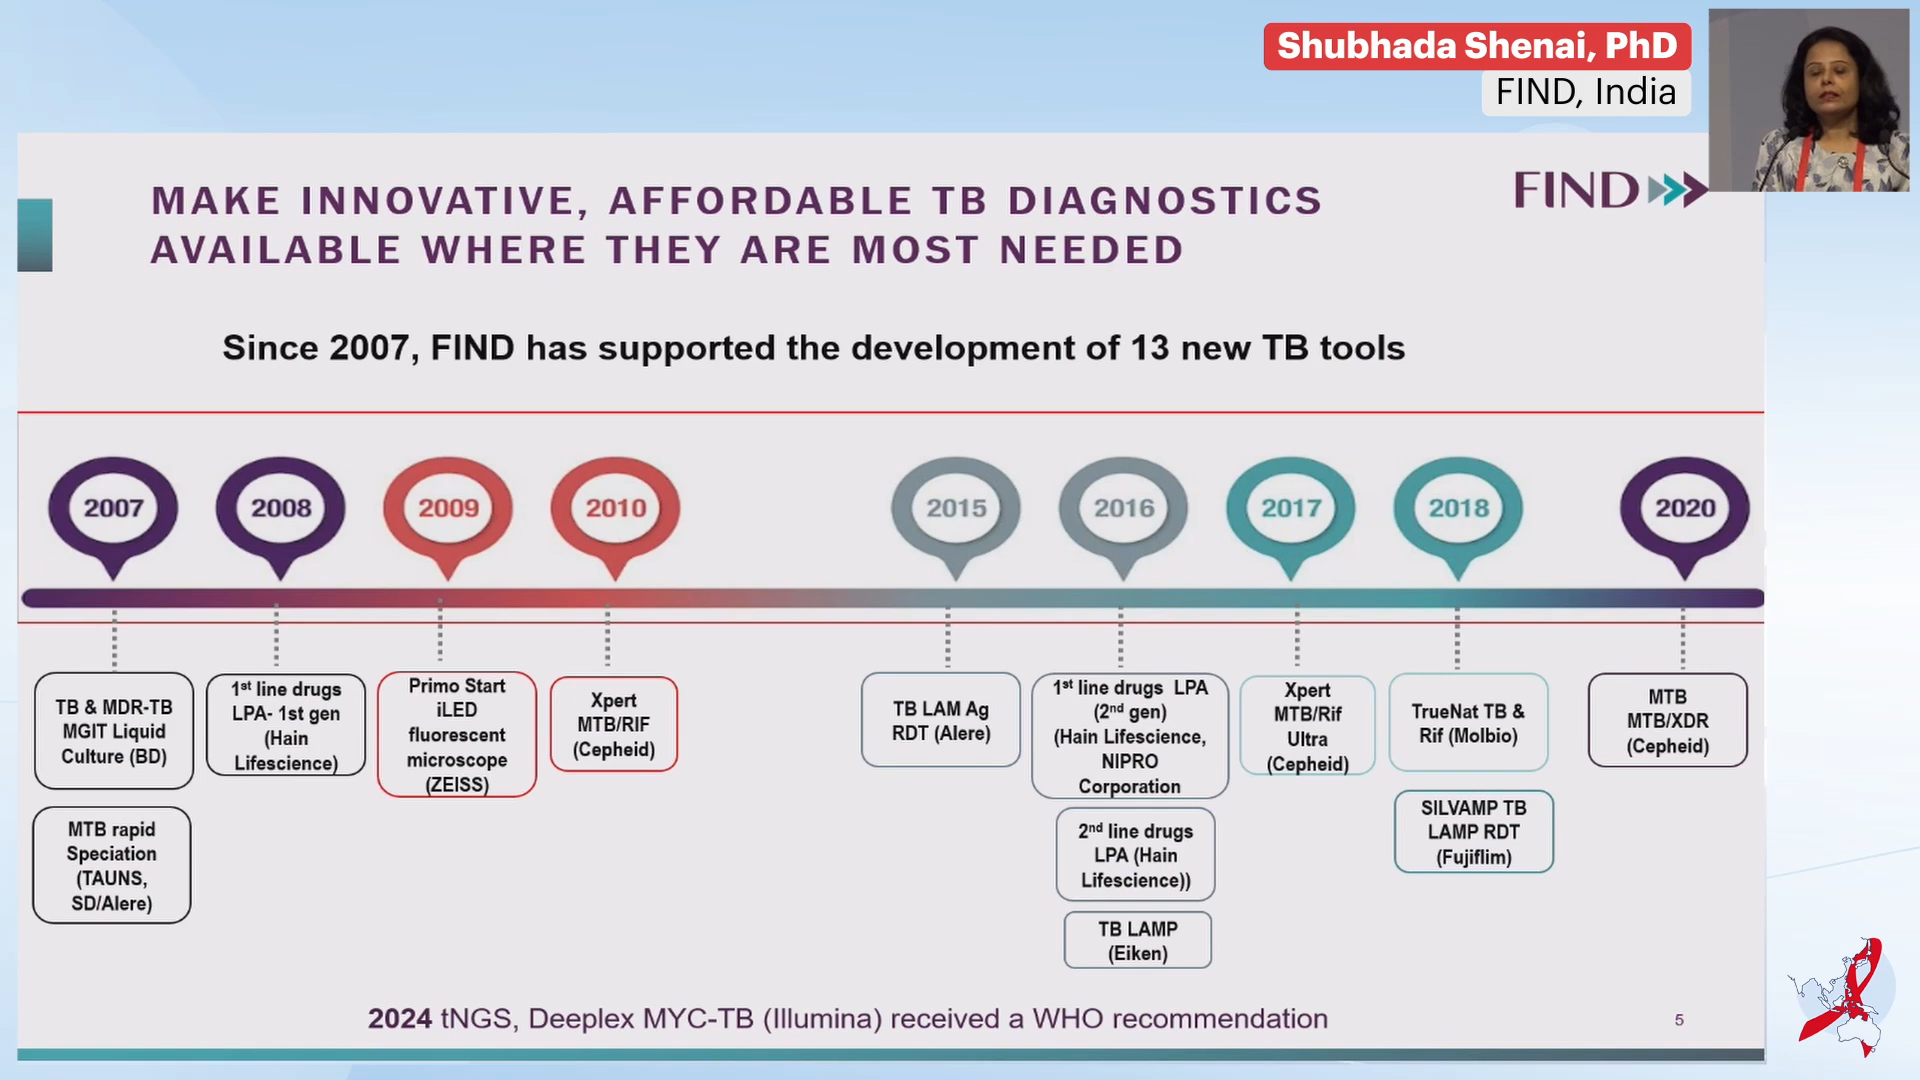 Shubhada Shenai, PhD
FIND, India
FIND
MAKE INNOVATIVE, AFFORDABLE TB DIAGNOSTICS
AVAILABLE WHERE THEY ARE MOST NEEDED
Since 2007, FIND has supported the development of 13 new TB tools
2007
2008
2009
2010
2015
2016
2017
2018
2020
TB & MDR-TB
MGIT Liquid
Culture (BD)
MTB rapid
Speciation
(TAUNS,
SD/Alere)
1st line drugs
LPA- 1st gen
(Hain
Lifescience)
Primo Start
iLED
fluorescent
microscope
(ZEISS)
Xpert
MTB/RIF
(Cepheid)
TB LAM Ag
RDT (Alere)
1st line drugs LPA
(2nd gen)
(Hain Lifescience,
NIPRO
Corporation
2nd line drugs
LPA (Hain
Lifescience))
TB LAMP
(Eiken)
Xpert
MTB/Rif
Ultra
(Cepheid)
TrueNat TB &
Rif (Molbio)
SILVAMP TB
LAMP RDT
(Fujiflim)
MTB
MTB/XDR
(Cepheid)
2024 tNGS, Deeplex MYC-TB (Illumina) received a WHO recommendation
5